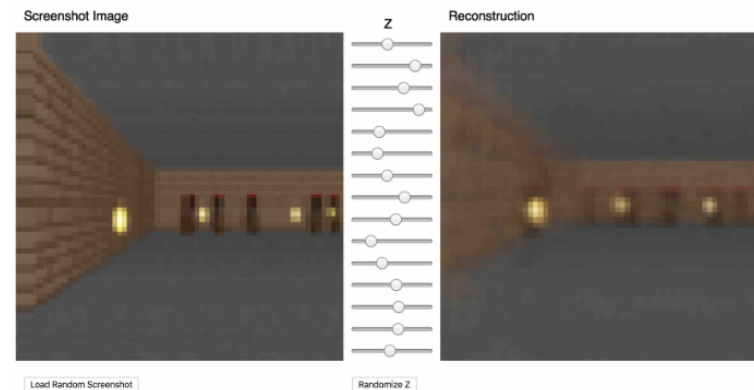 Screenshot Image
Z
Reconstruction
Load Random Screenshot
Randomize Z